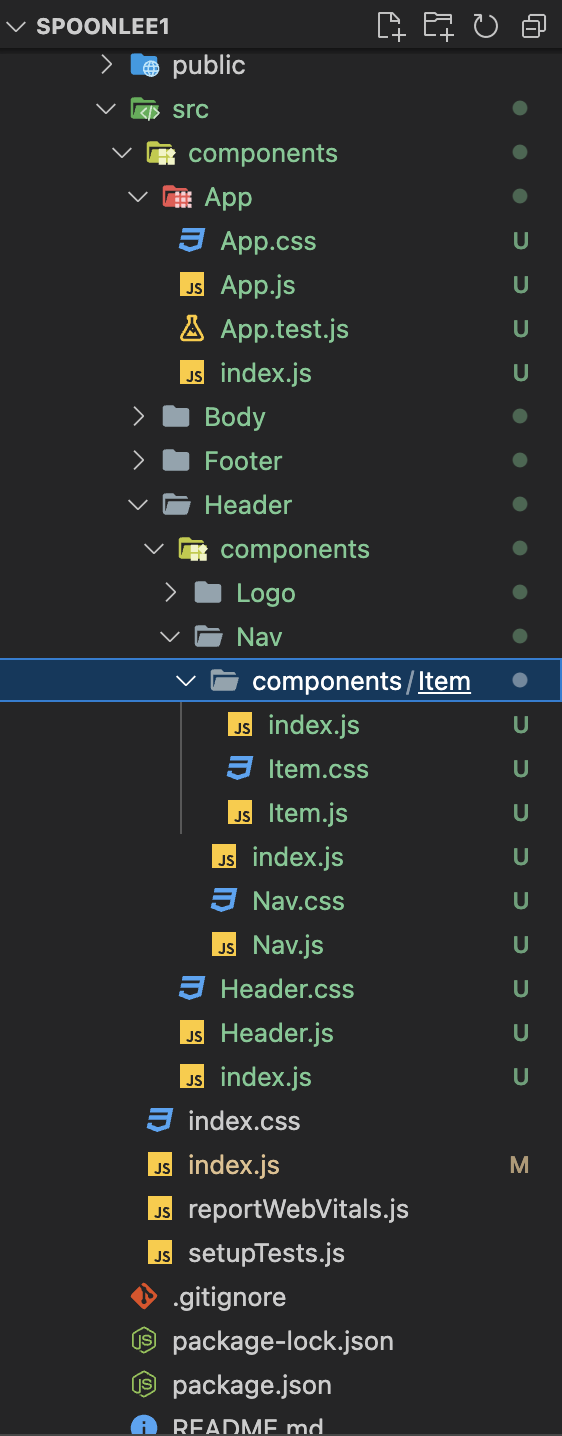 SPOONLEE1
public
src
components
App
App.css
App.js
App.test.js
index.js
Body
Footer
Header
components
Logo
Nav
components/Item
index.js U
Item.css U
Item.js U
index.js U
Nav.css U
Nav.js U
Header.css U
Header.js U
index.js U
index.css
index.js M
reportWebVitals.js
setupTests.js
.gitignore
package-lock.json
package.json
README.md